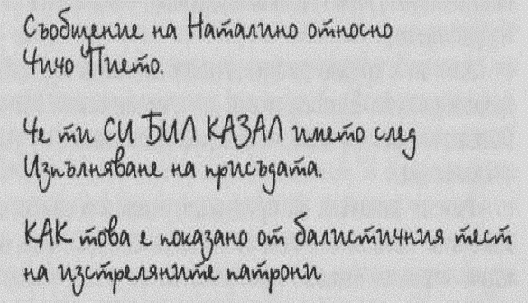 Съобщение на Наталино относно
Чичо Пието.
Че ти СИ БИЛ КАЗАЛ името след
Изпълняване на присъдата.
КАК това е показано от балистичния тест
на изстреляните патрони